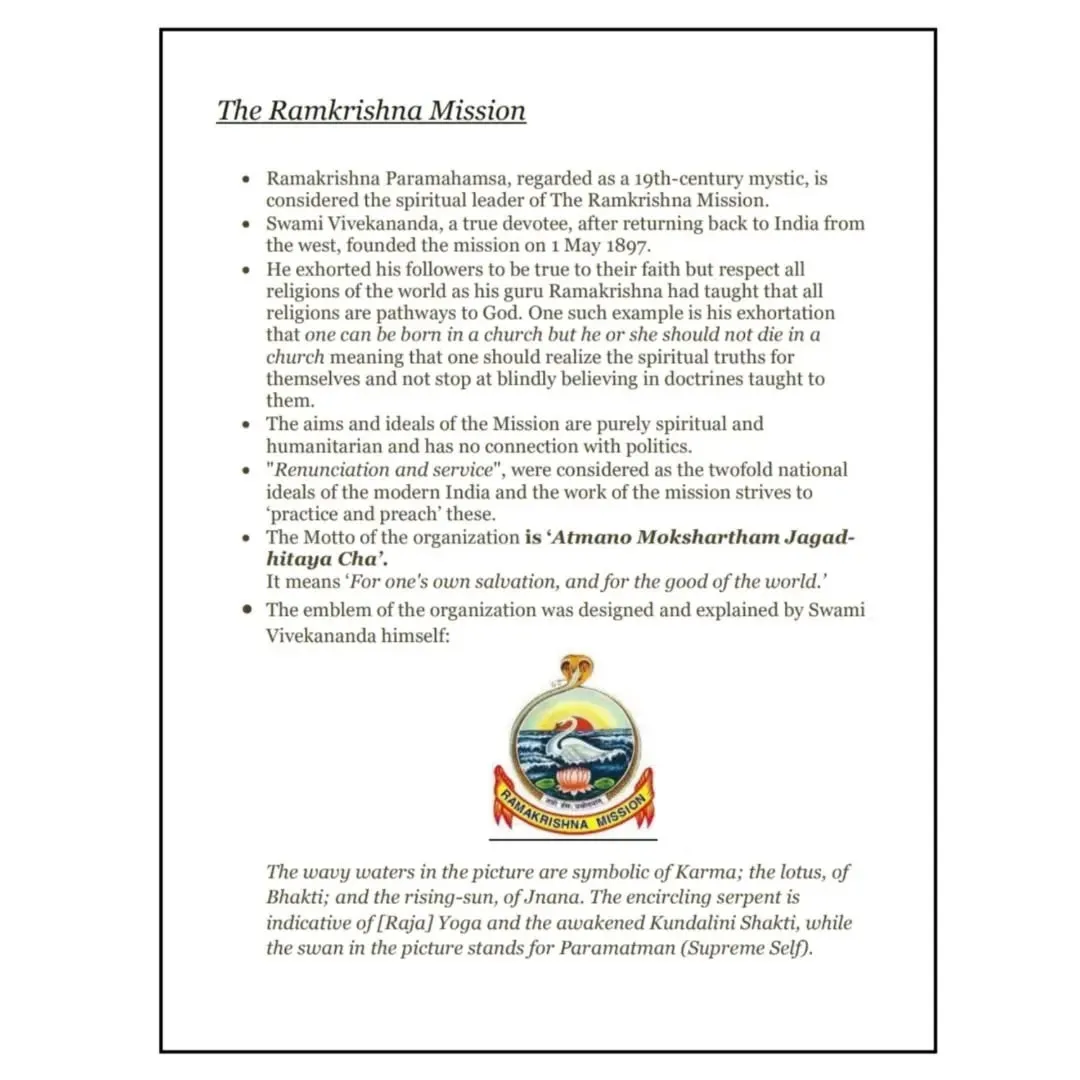 The Ramkrishna Mission
• Ramakrishna Paramahamsa, regarded as a 19th-century mystic, is
considered the spiritual leader of The Ramkrishna Mission.
• Swami Vivekananda, a true devotee, after returning back to India from
the west, founded the mission on 1 May 1897.
• He exhorted his followers to be true to their faith but respect all
religions of the world as his guru Ramakrishna had taught that all
religions are pathways to God. One such example is his exhortation
that one can be born in a church but he or she should not die in a
church meaning that one should realize the spiritual truths for
themselves and not stop at blindly believing in doctrines taught to
them.
• The aims and ideals of the Mission are purely spiritual and
humanitarian and has no connection with politics.
• "Renunciation and service", were considered as the twofold national
ideals of the modern India and the work of the mission strives to
‘practice and preach’ these.
• The Motto of the organization is ‘Atmano Mokshartham Jagad-
hitaya Cha’.
It means ‘For one's own salvation, and for the good of the world.’
• The emblem of the organization was designed and explained by Swami
Vivekananda himself:
RAMAKRISHNA MISSION
The wavy waters in the picture are symbolic of Karma; the lotus, of
Bhakti; and the rising-sun, of Jnana. The encircling serpent is
indicative of [Raja] Yoga and the awakened Kundalini Shakti, while
the swan in the picture stands for Paramatman (Supreme Self).